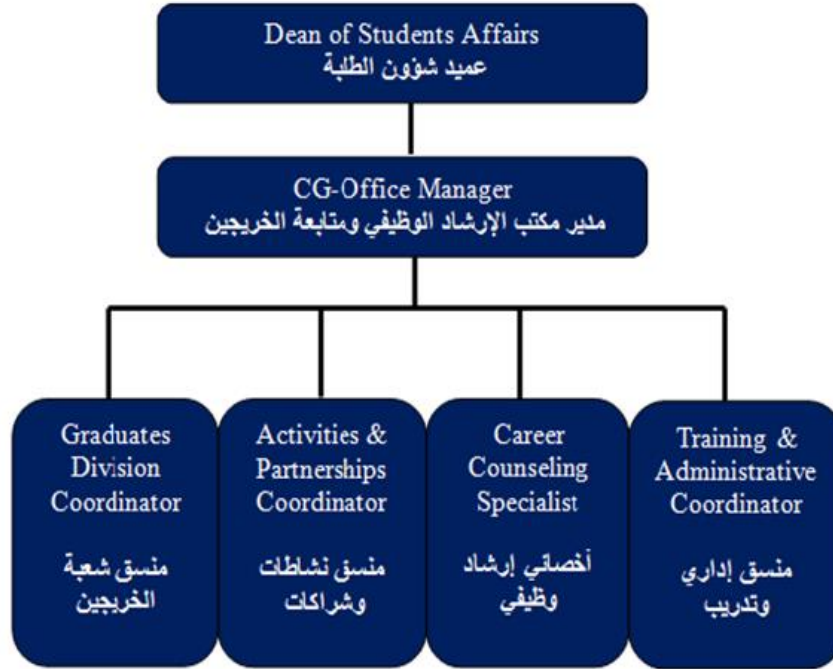 Dean of Students Affairs
عميد شؤون الطلبة
CG-Office Manager
مدير مكتب الإرشاد الوظيفي ومتابعة الخريجين
Graduates
Division
Coordinator
منسق شعبة
الخريجين
Activities &
Partnerships
Coordinator
منسق نشاطات
وشراكات
Career
Counseling
Specialist
أخصائي إرشاد
وظيفي
Training &
Administrative
Coordinator
منسق إداري
وتدريب